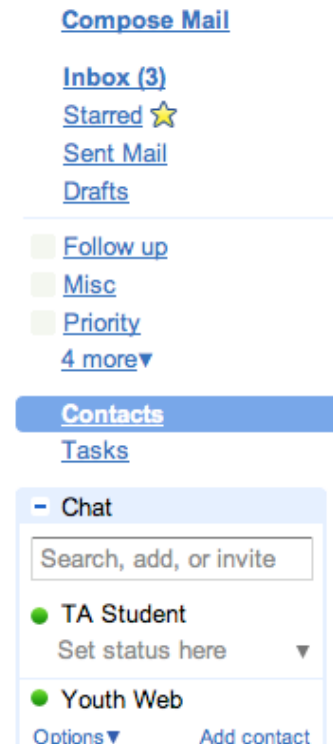 Compose Mail
Inbox (3)
Starred
Sent Mail
Drafts
Follow up
Misc
Priority
4 more▼
Contacts
Tasks
Chat
Search, add, or invite
TA Student
Set status here ▼
Youth Web
Options▼ Add contact